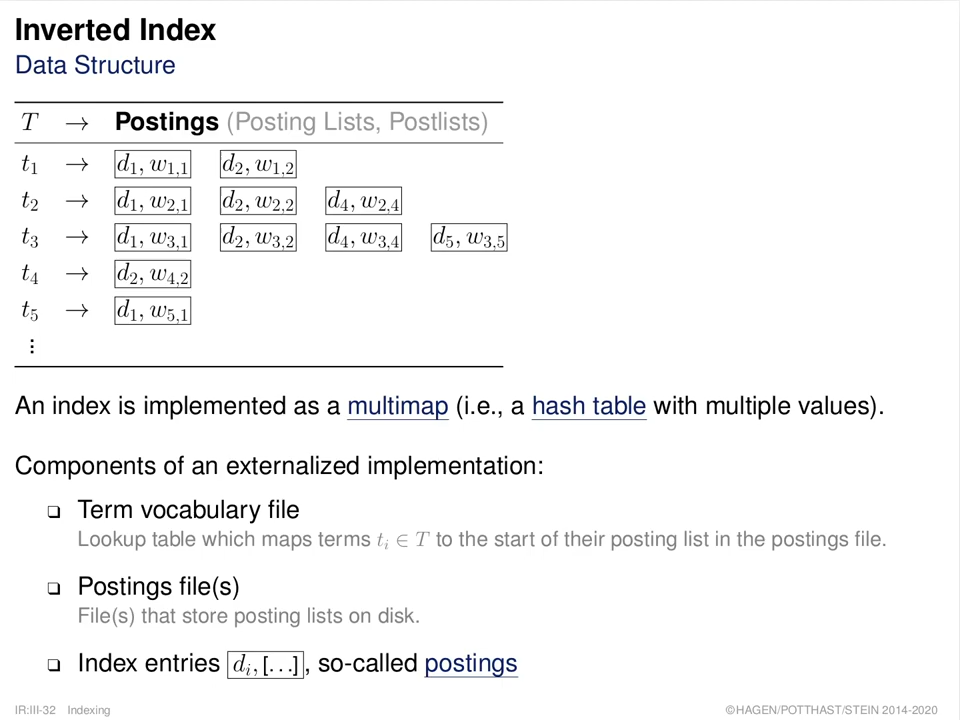 Inverted Index
Data Structure
T → Postings (Posting Lists, Postlists)
t₁ → d₁, w₁,₁ d₂, w₁,₂
t₂ → d₁, w₂,₁ d₂, w₂,₂ d₄, w₂,₄
t₃ → d₁, w₃,₁ d₂, w₃,₂ d₄, w₃,₄ d₅, w₃,₅
t₄ → d₂, w₄,₂
t₅ → d₁, w₅,₁
⋮
An index is implemented as a multimap (i.e., a hash table with multiple values).
Components of an externalized implementation:
❑ Term vocabulary file
Lookup table which maps terms tᵢ ∈ T to the start of their posting list in the postings file.
❑ Postings file(s)
File(s) that store posting lists on disk.
❑ Index entries dᵢ, [...] , so-called postings
IR:III-32 Indexing ©HAGEN/POTTHAST/STEIN 2014-2020